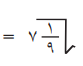 = ٧ ١/٩ √